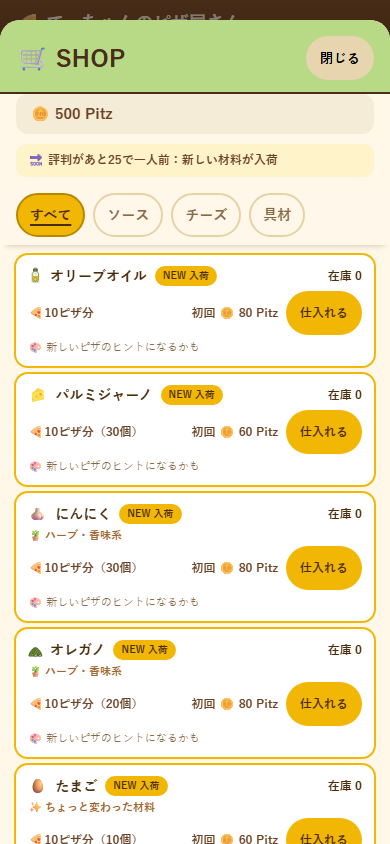 てっちゃんのピザ屋さん
SHOP
閉じる
500 Pitz
SOON 評判があと25で一人前：新しい材料が入荷
すべて
ソース
チーズ
具材
オリーブオイル NEW 入荷 在庫 0
10ピザ分 初回 80 Pitz 仕入れる
新しいピザのヒントになるかも
パルミジャーノ NEW 入荷 在庫 0
10ピザ分（30個） 初回 60 Pitz 仕入れる
新しいピザのヒントになるかも
にんにく NEW 入荷 在庫 0
ハーブ・香味系
10ピザ分（30個） 初回 80 Pitz 仕入れる
新しいピザのヒントになるかも
オレガノ NEW 入荷 在庫 0
ハーブ・香味系
10ピザ分（20個） 初回 80 Pitz 仕入れる
新しいピザのヒントになるかも
たまご NEW 入荷 在庫 0
ちょっと変わった材料
10ピザ分（10個） 初回 60 Pitz 仕入れる